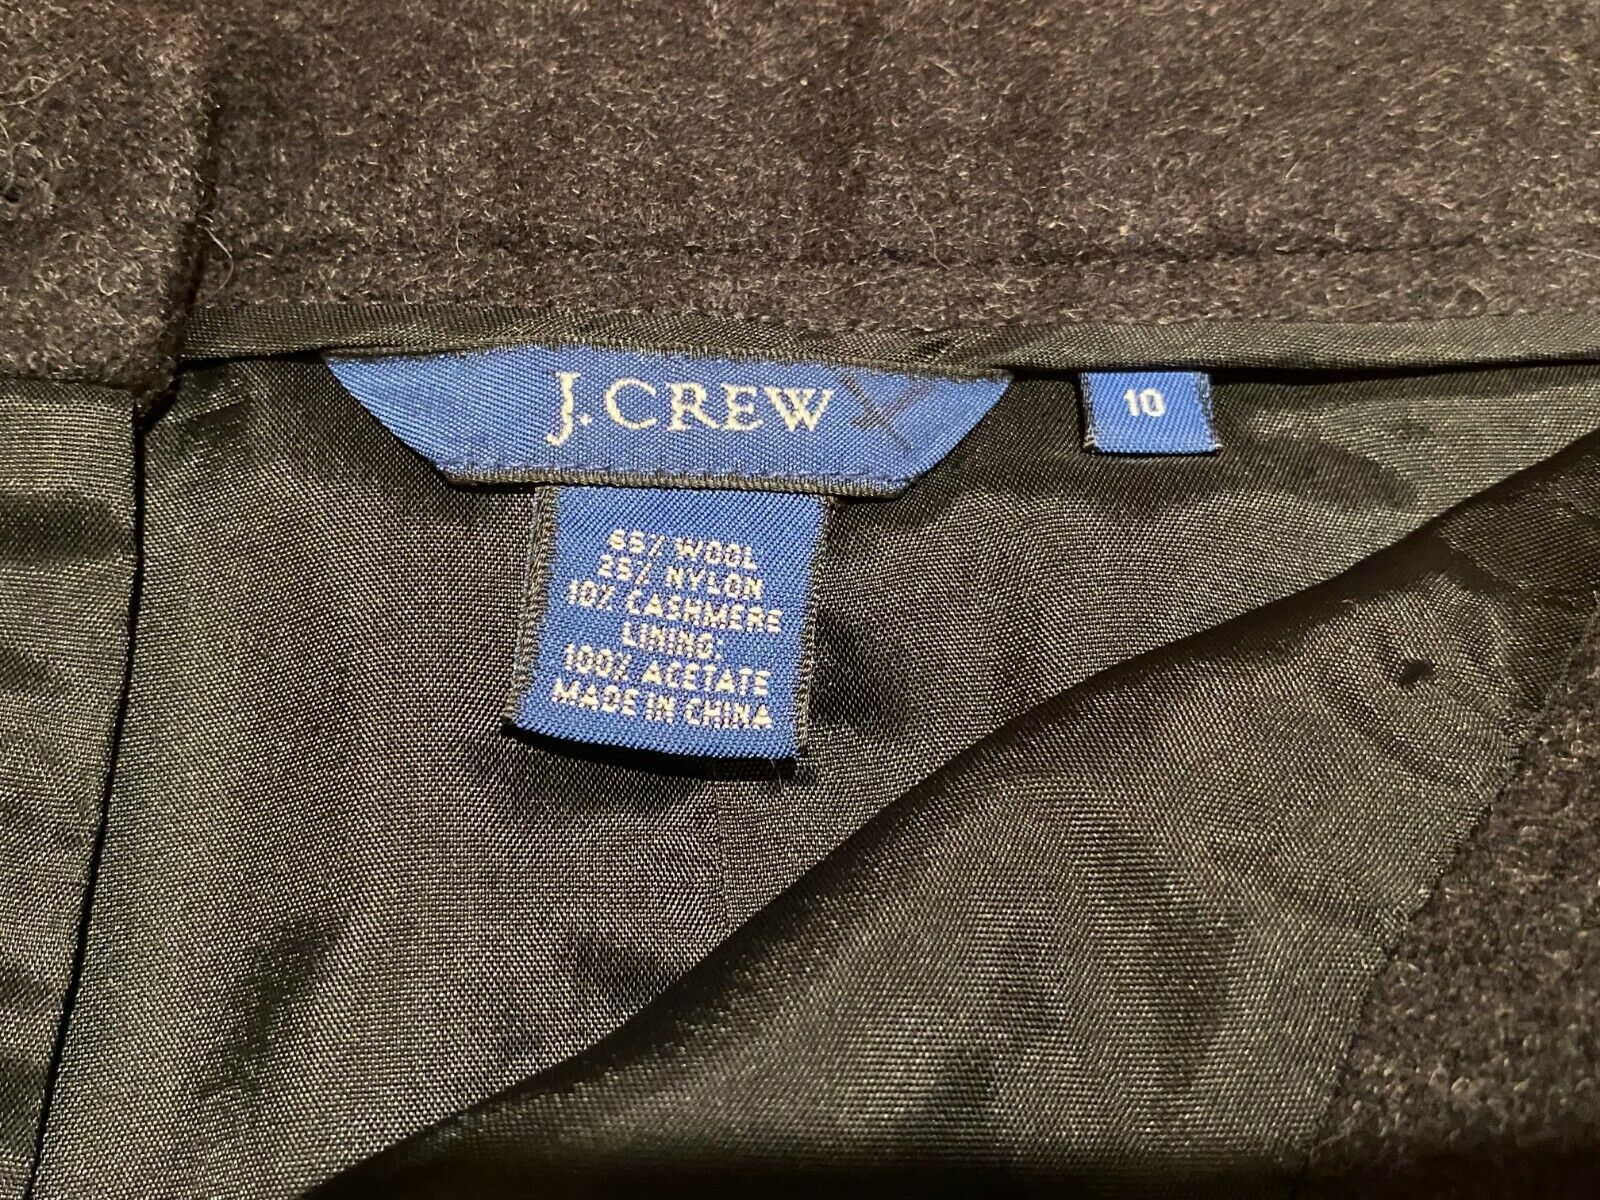 J.CREW
10
65% WOOL
25% NYLON
10% CASHMERE
LINING:
100% ACETATE
MADE IN CHINA